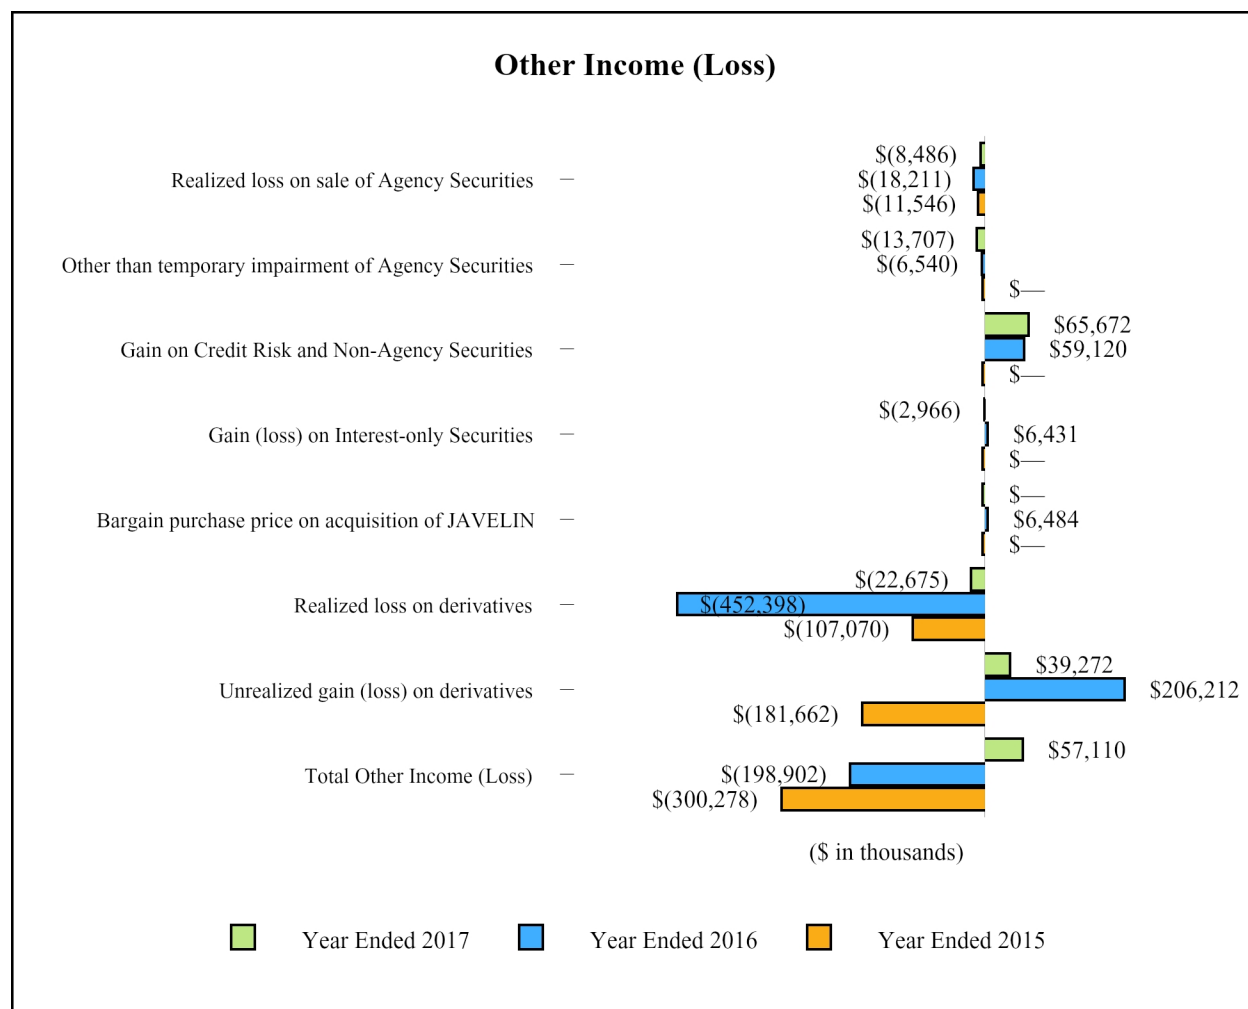 Other Income (Loss)
$(8,486)
Realized loss on sale of Agency Securities
$(18,211)
$(11,546)
$(13,707)
Other than temporary impairment of Agency Securities
$(6,540)
$—
$65,672
Gain on Credit Risk and Non-Agency Securities
$59,120
$—
$(2,966)
Gain (loss) on Interest-only Securities
$6,431
$—
$—
Bargain purchase price on acquisition of JAVELIN
$6,484
$—
$(22,675)
Realized loss on derivatives
$(452,398)
$(107,070)
$39,272
Unrealized gain (loss) on derivatives
$206,212
$(181,662)
$57,110
Total Other Income (Loss)
$(198,902)
$(300,278)
($ in thousands)
Year Ended 2017 Year Ended 2016 Year Ended 2015